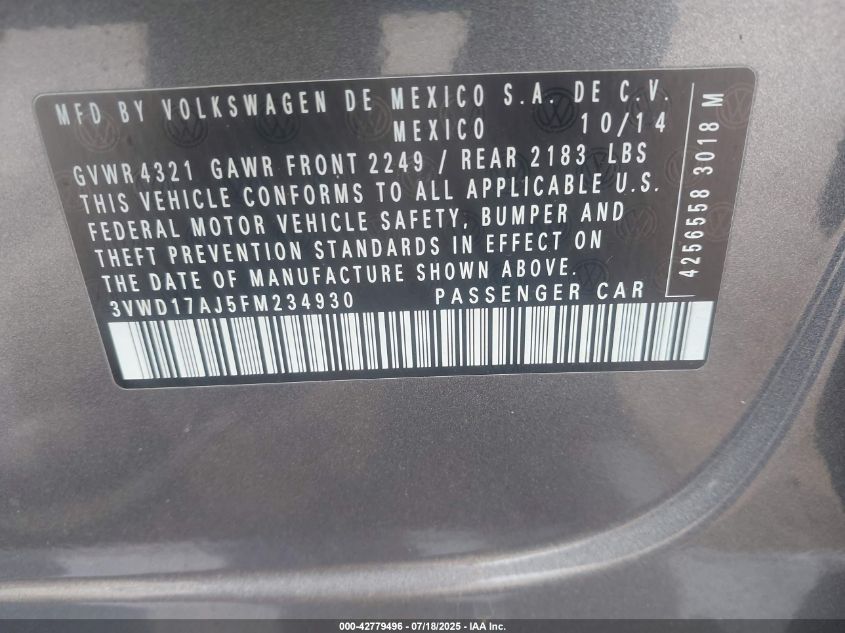 MFD BY VOLKSWAGEN DE MEXICO S.A. DE C.V.
MEXICO 10/14
GVWR 4321 GAWR FRONT 2249 / REAR 2183 LBS
THIS VEHICLE CONFORMS TO ALL APPLICABLE U.S.
FEDERAL MOTOR VEHICLE SAFETY, BUMPER AND
THEFT PREVENTION STANDARDS IN EFFECT ON
THE DATE OF MANUFACTURE SHOWN ABOVE.
3VWD17AJ5FM234930 PASSENGER CAR
4256558 3018 M
000-42779496 - 07/18/2025 - IAA Inc.